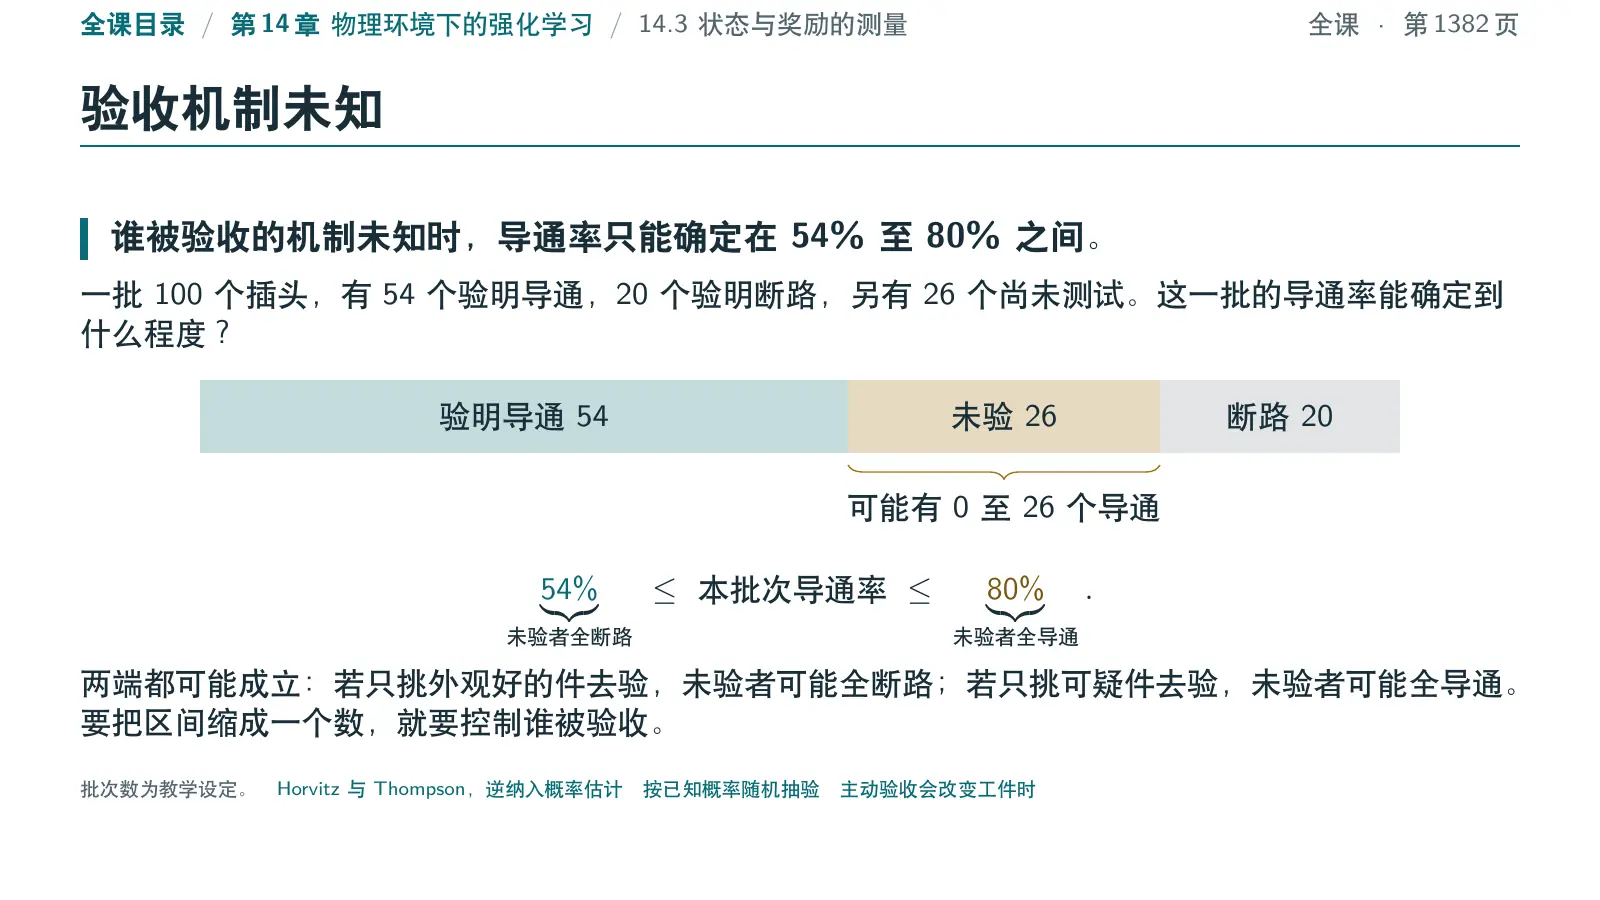 全课目录 / 第 14 章 物理环境下的强化学习 / 14.3 状态与奖励的测量
全课 · 第 1382 页
验收机制未知
谁被验收的机制未知时，导通率只能确定在 54% 至 80% 之间。
一批 100 个插头，有 54 个验明导通，20 个验明断路，另有 26 个尚未测试。这一批的导通率能确定到
什么程度？
验明导通 54
未验 26
断路 20
可能有 0 至 26 个导通
54% ≤ 本批次导通率 ≤ 80% .
未验者全断路
未验者全导通
两端都可能成立：若只挑外观好的件去验，未验者可能全断路；若只挑可疑件去验，未验者可能全导通。
要把区间缩成一个数，就要控制谁被验收。
批次数为教学设定。 Horvitz 与 Thompson，逆纳入概率估计 按已知概率随机抽验 主动验收会改变工件时